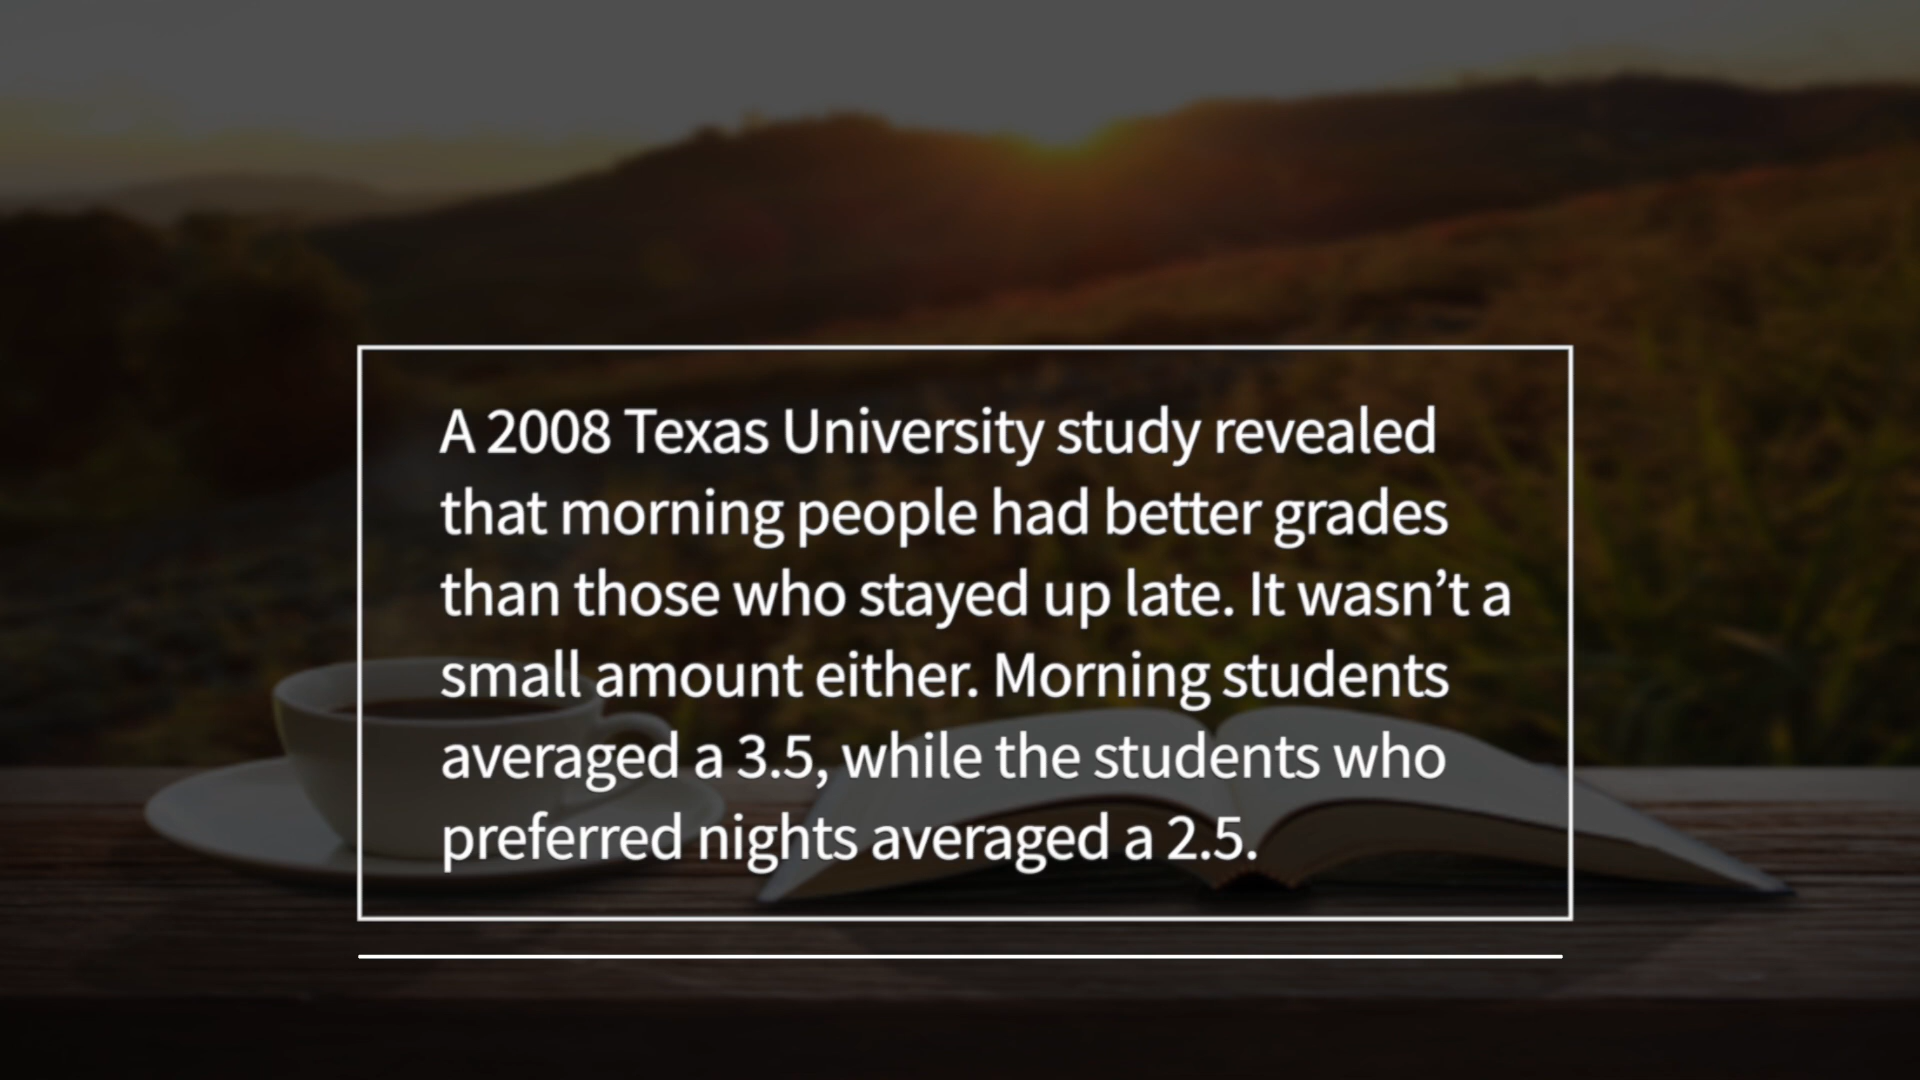 A 2008 Texas University study revealed
that morning people had better grades
than those who stayed up late. It wasn’t a
small amount either. Morning students
averaged a 3.5, while the students who
preferred nights averaged a 2.5.